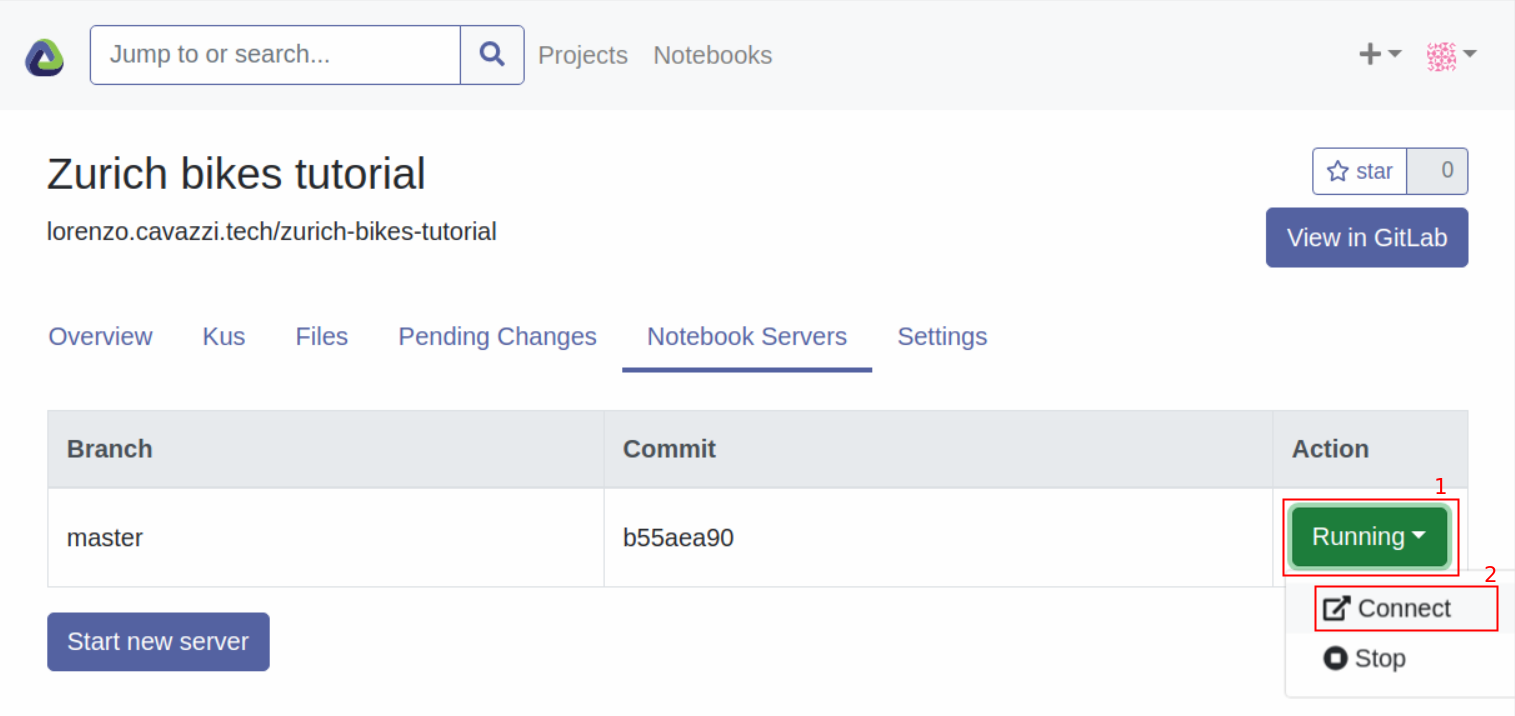 Jump to or search... Projects Notebooks
Zurich bikes tutorial
star 0
lorenzo.cavazzi.tech/zurich-bikes-tutorial
View in GitLab
Overview Kus Files Pending Changes Notebook Servers Settings
Branch Commit Action
1
master b55aea90 Running
2
Connect
Start new server
Stop